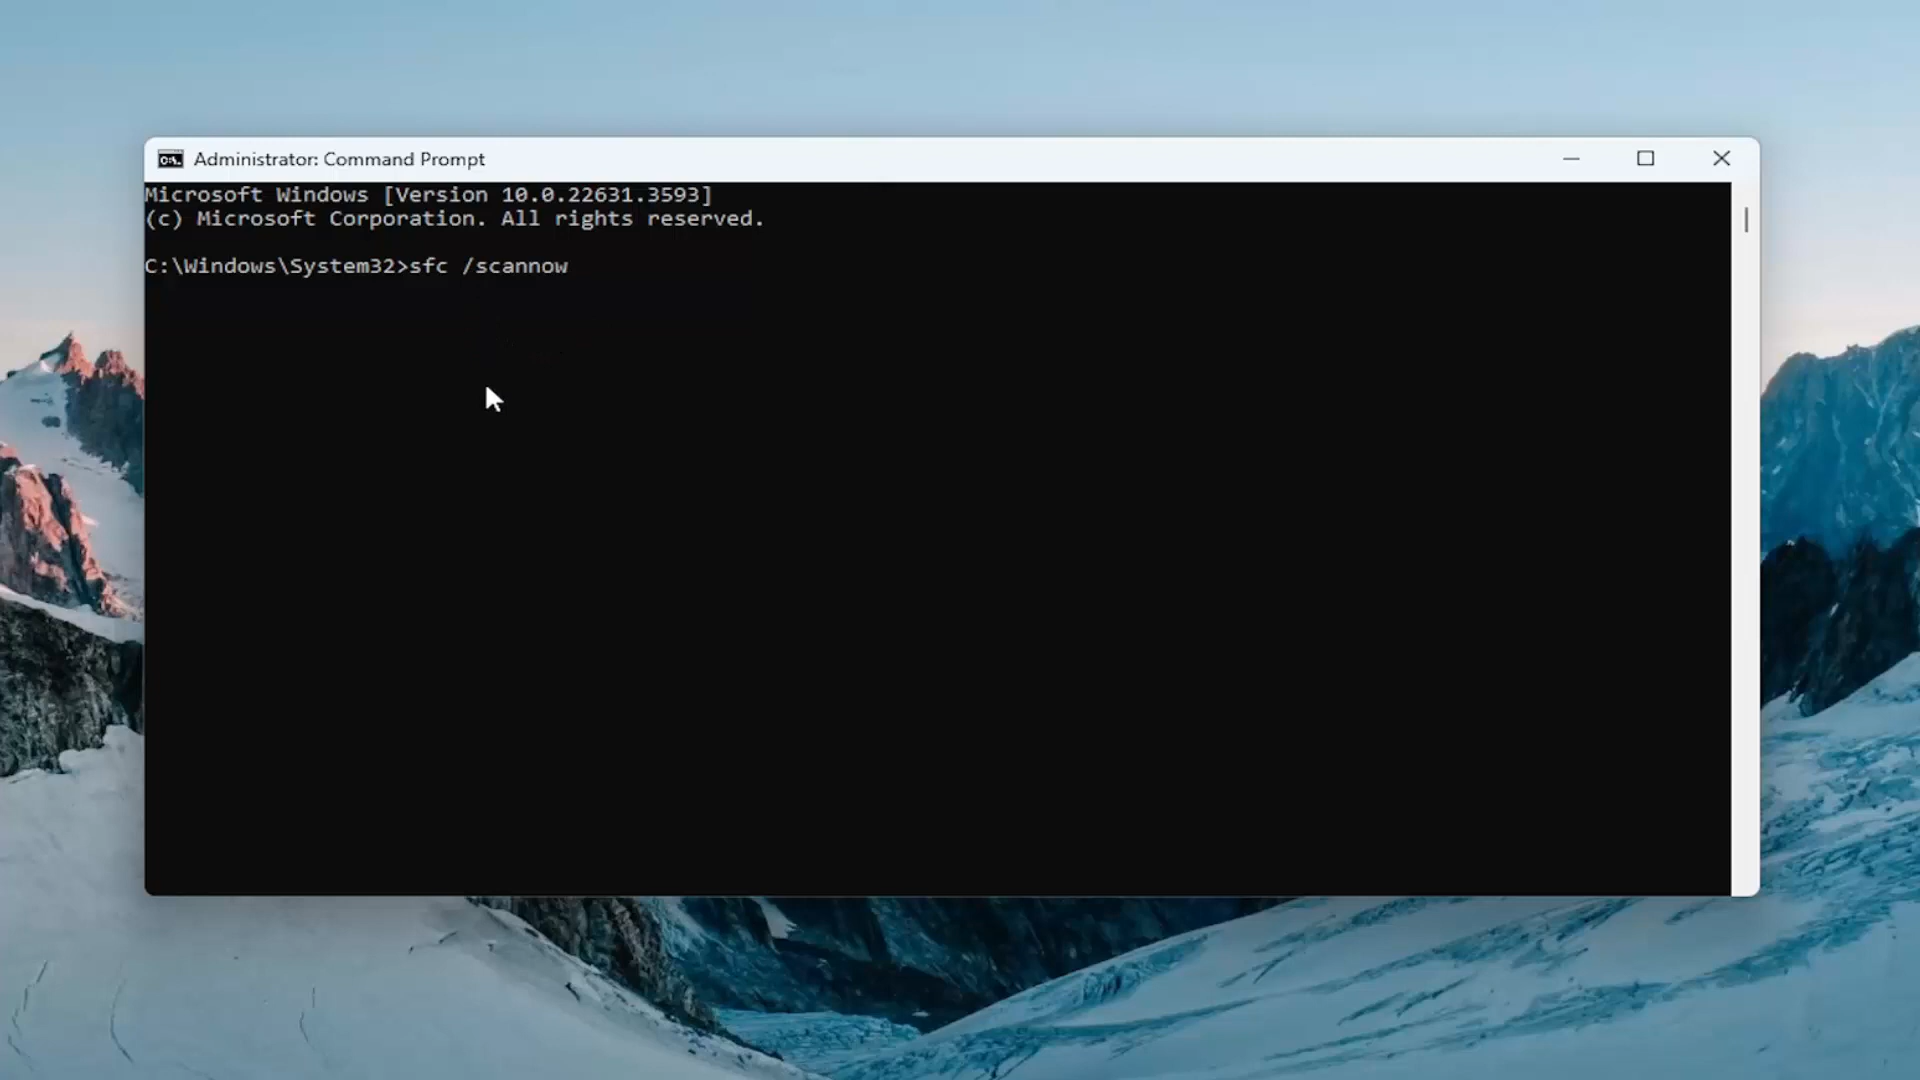 Administrator: Command Prompt
Microsoft Windows [Version 10.0.22631.3593]
(c) Microsoft Corporation. All rights reserved.
C:\Windows\System32>sfc /scannow